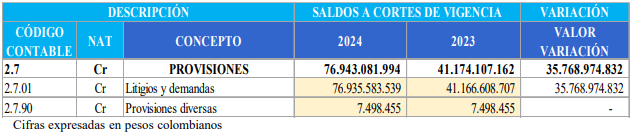 DESCRIPCIÓN SALDOS A CORTES DE VIGENCIA VARIACIÓN
CÓDIGO CONTABLE NAT CONCEPTO 2024 2023 VALOR VARIACIÓN
2.7 Cr PROVISIONES 76.943.081.994 41.174.107.162 35.768.974.832
2.7.01 Cr Litigios y demandas 76.935.583.539 41.166.608.707 35.768.974.832
2.7.90 Cr Provisiones diversas 7.498.455 7.498.455 -
Cifras expresadas en pesos colombianos